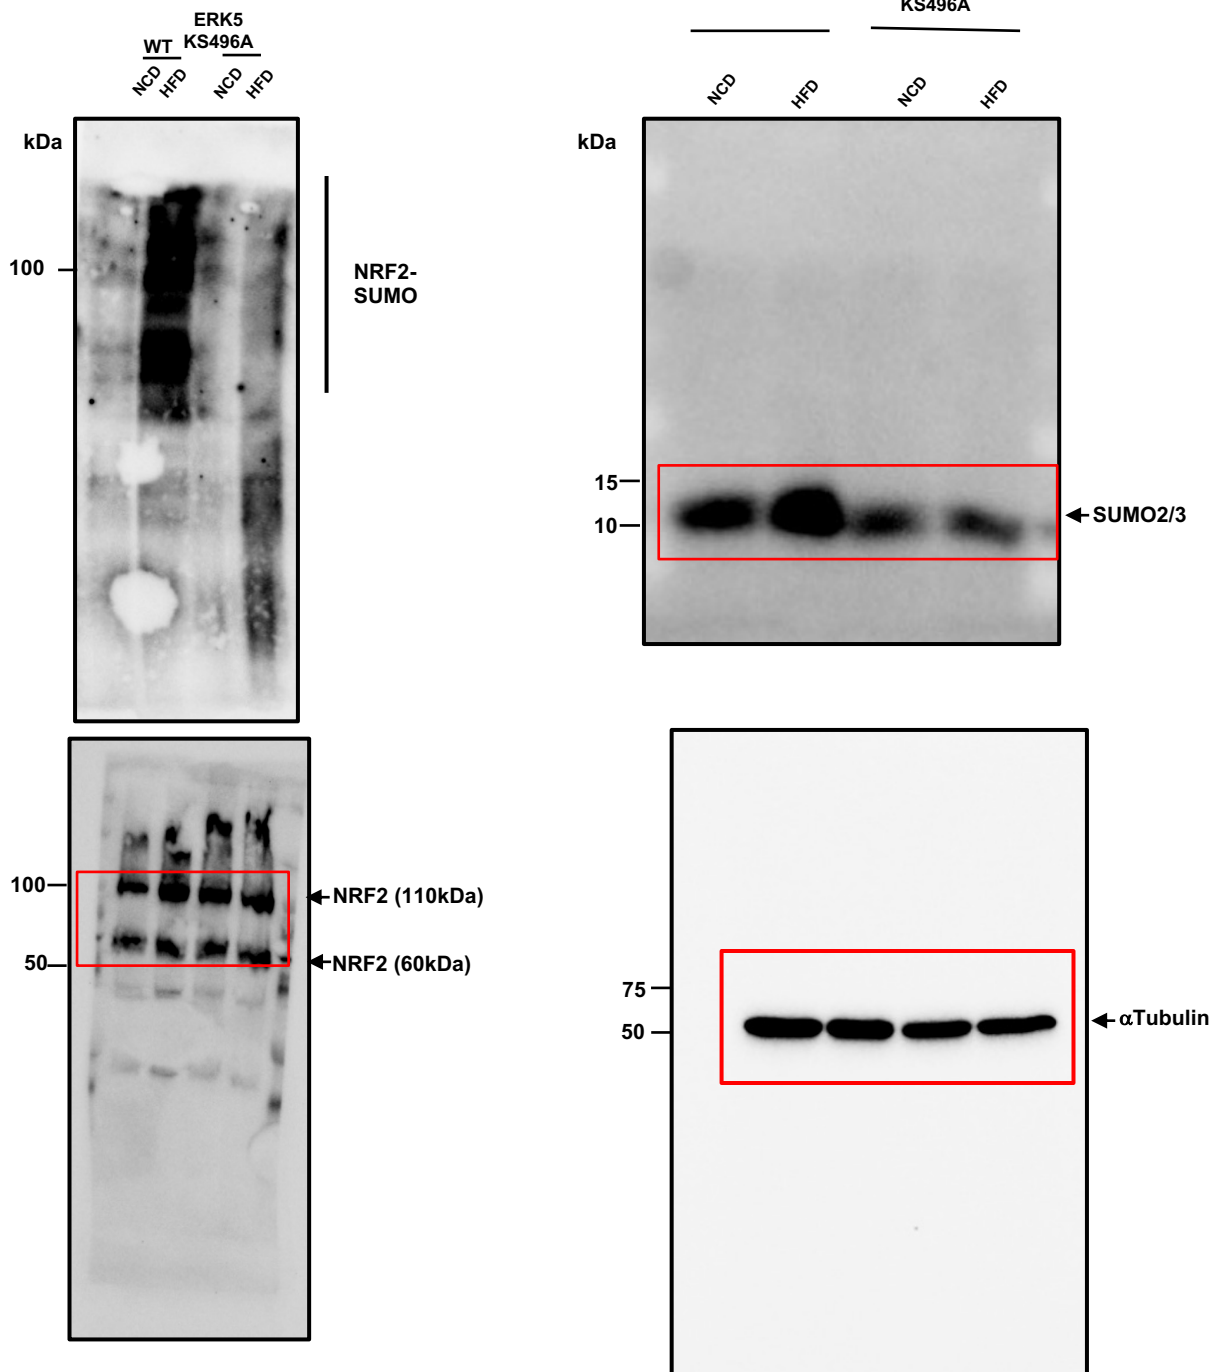 ERK5
WT KS496A
NCD HFD NCD HFD
kDa
100
NRF2-
SUMO
KS496A
NCD HFD NCD HFD
kDa
15
10
SUMO2/3
100
50
NRF2 (110kDa)
NRF2 (60kDa)
75
50
αTubulin